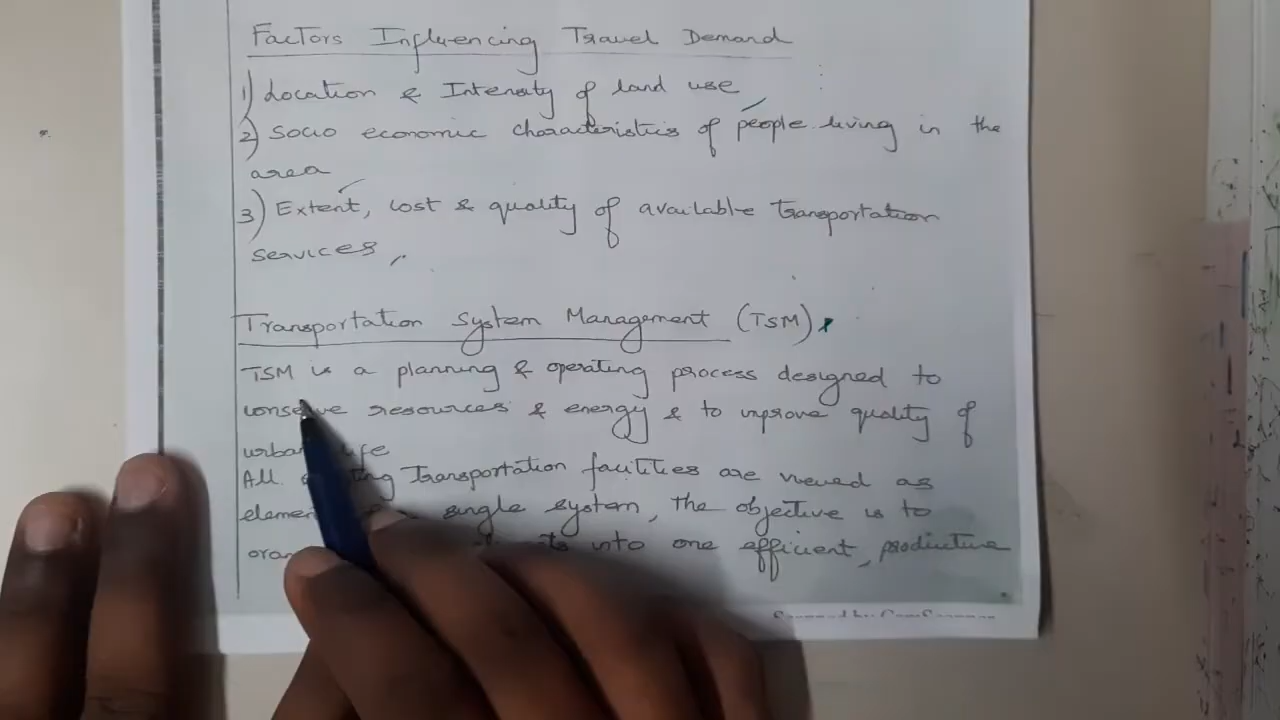 Factors Influencing Travel Demand
1) Location & Intensity of land use
2) Socio economic characteristics of people living in the
area
3) Extent, cost & quality of available transportation
services,
Transportation System Management (TSM)
TSM is a planning & operating process designed to
conserve resources & energy & to improve quality of
urban life
All transportation facilities are viewed as
single system, the objective is to
into one efficient, productive